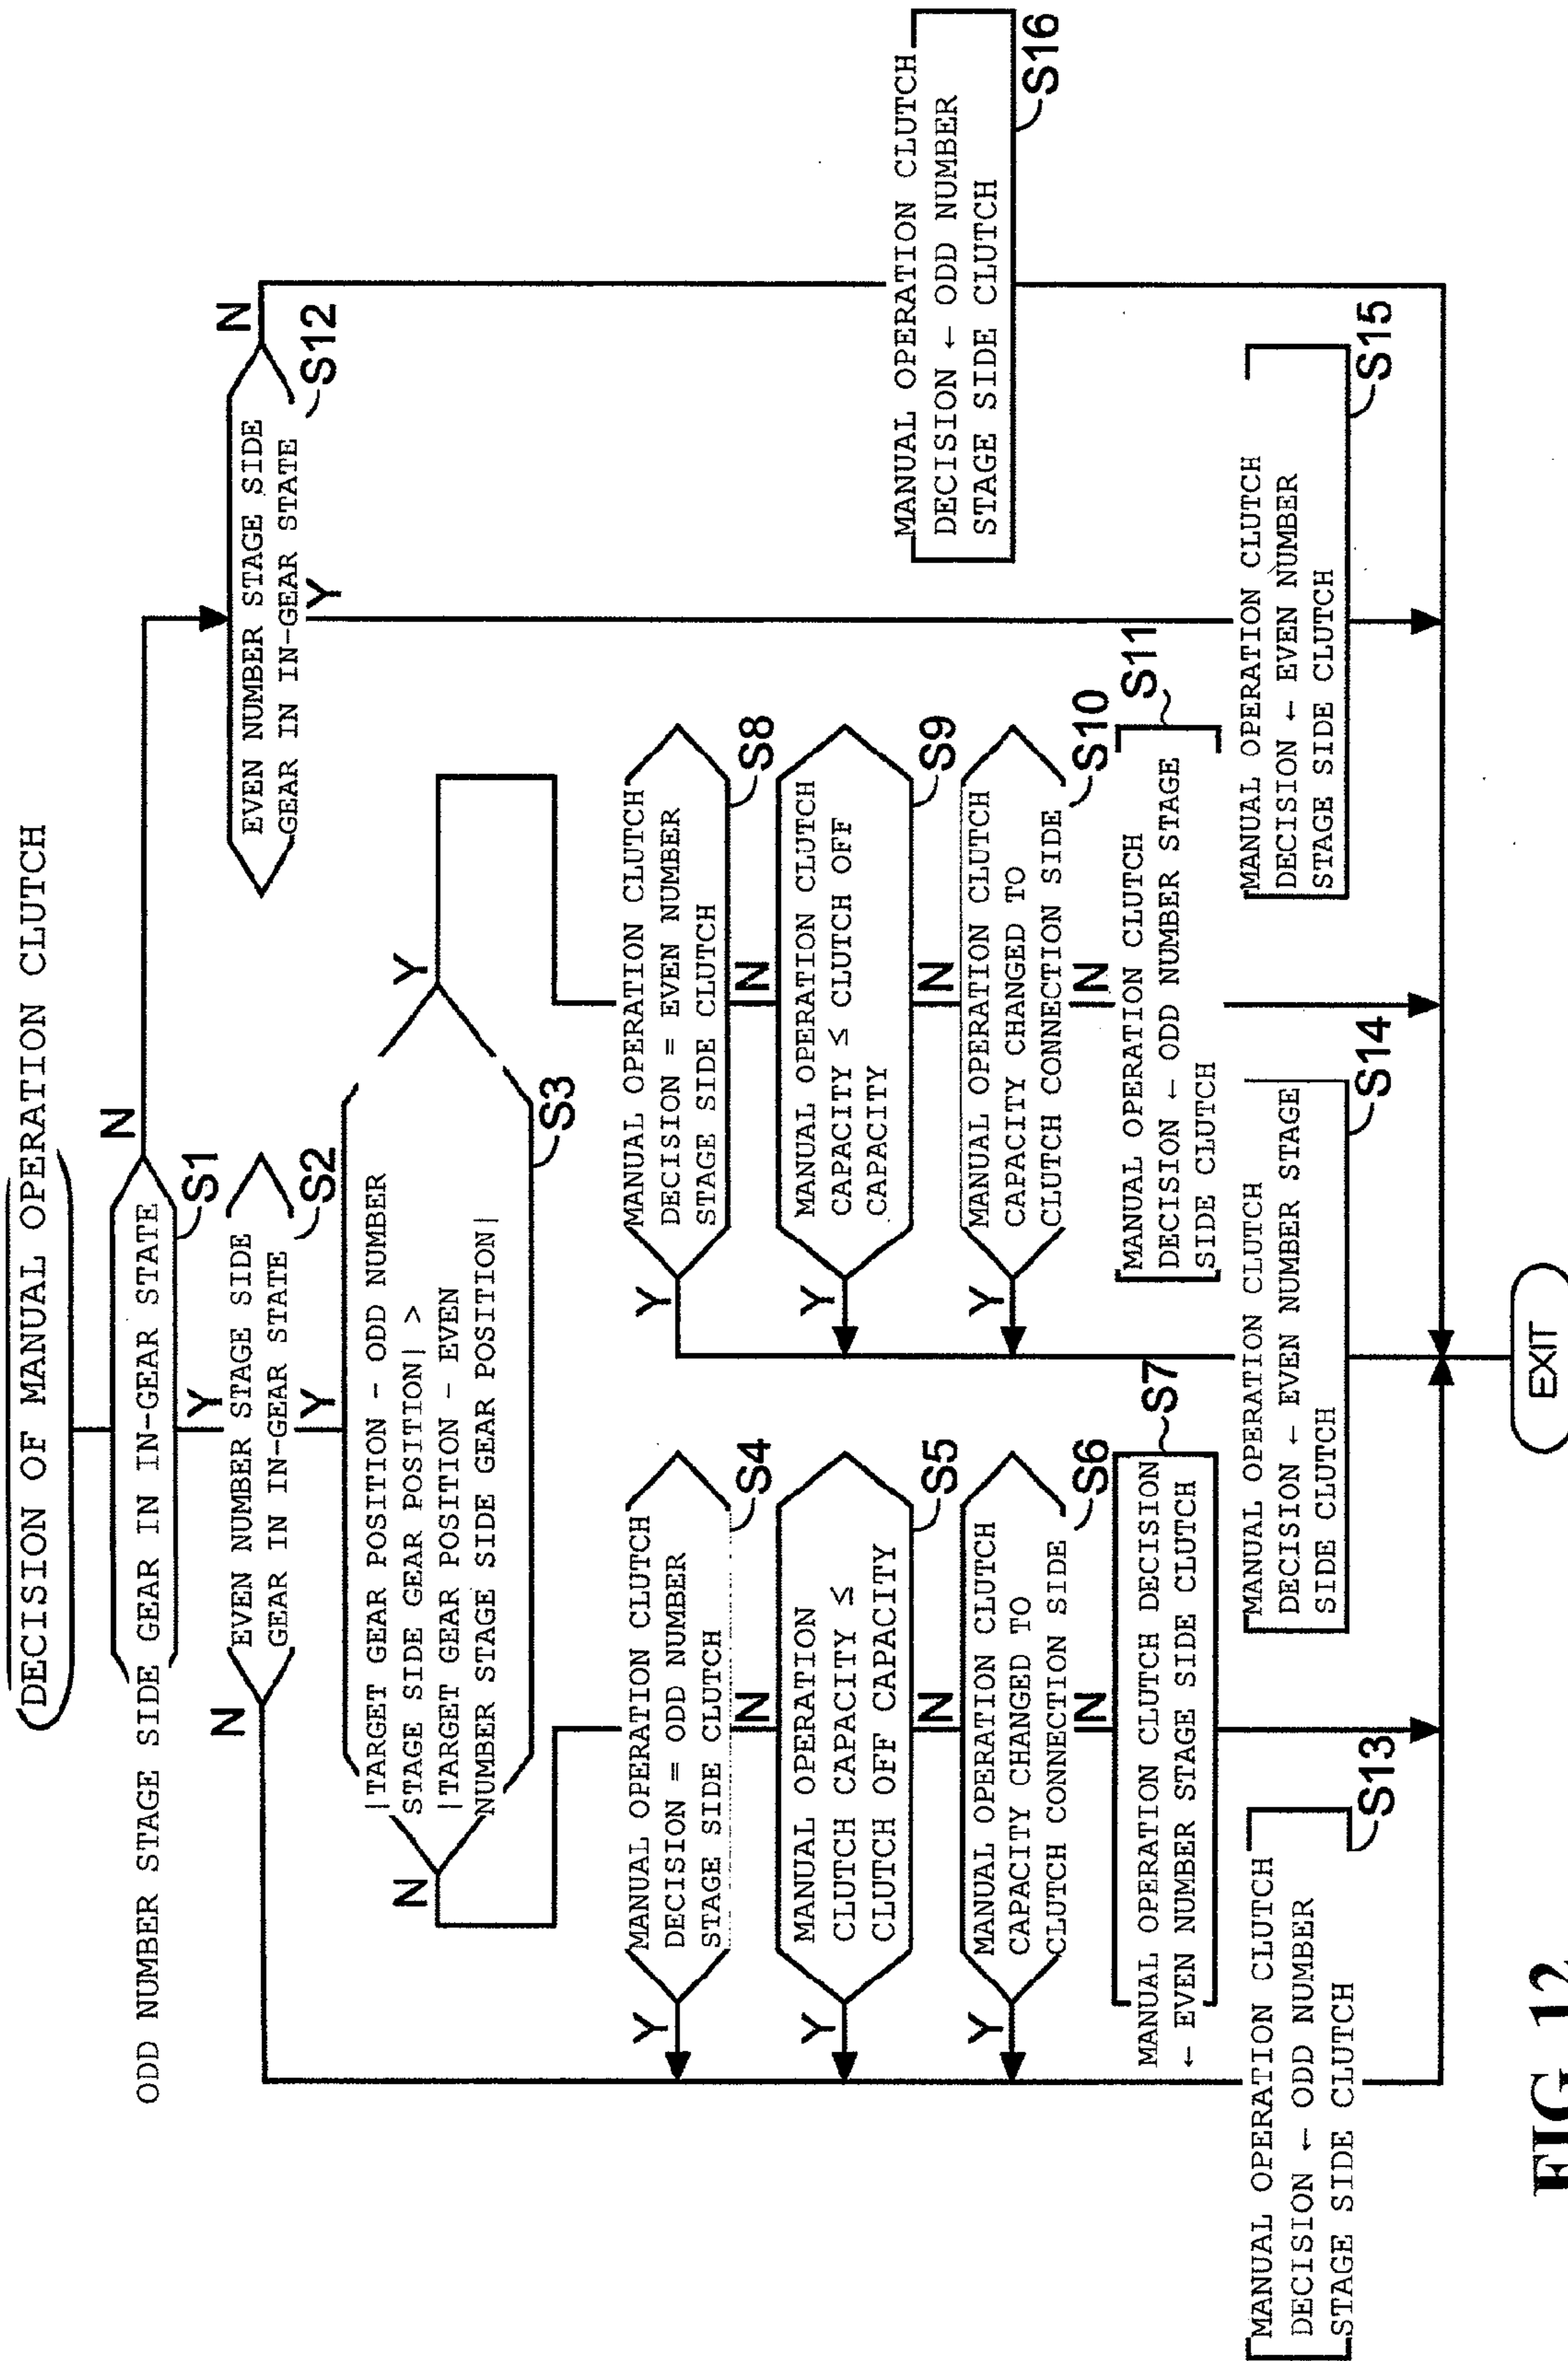 DECISION OF MANUAL OPERATION CLUTCH
ODD NUMBER STAGE SIDE GEAR IN IN-GEAR STATE
N
S1
Y
EVEN NUMBER STAGE SIDE
GEAR IN IN-GEAR STATE
N
S2
Y
EVEN NUMBER STAGE SIDE
GEAR IN IN-GEAR STATE
N
S12
Y
|TARGET GEAR POSITION - ODD NUMBER
STAGE SIDE GEAR POSITION| >
|TARGET GEAR POSITION - EVEN
NUMBER STAGE SIDE GEAR POSITION|
N
Y
S3
MANUAL OPERATION CLUTCH
DECISION = ODD NUMBER
STAGE SIDE CLUTCH
S4
Y
N
MANUAL OPERATION
CLUTCH CAPACITY ≤
CLUTCH OFF CAPACITY
S5
Y
N
MANUAL OPERATION CLUTCH
CAPACITY CHANGED TO
CLUTCH CONNECTION SIDE
S6
Y
N
MANUAL OPERATION CLUTCH DECISION
← EVEN NUMBER STAGE SIDE CLUTCH
S7
MANUAL OPERATION CLUTCH
DECISION = EVEN NUMBER
STAGE SIDE CLUTCH
S8
Y
N
MANUAL OPERATION CLUTCH
CAPACITY ≤ CLUTCH OFF
CAPACITY
S9
Y
N
MANUAL OPERATION CLUTCH
CAPACITY CHANGED TO
CLUTCH CONNECTION SIDE
S10
Y
N
MANUAL OPERATION CLUTCH
DECISION ← ODD NUMBER STAGE
SIDE CLUTCH
S11
MANUAL OPERATION CLUTCH
DECISION ← ODD NUMBER
STAGE SIDE CLUTCH
S16
MANUAL OPERATION CLUTCH
DECISION ← ODD NUMBER
STAGE SIDE CLUTCH
S13
MANUAL OPERATION CLUTCH
DECISION ← EVEN NUMBER STAGE
SIDE CLUTCH
S14
MANUAL OPERATION CLUTCH
DECISION ← EVEN NUMBER
STAGE SIDE CLUTCH
S15
EXIT
FIG. 12